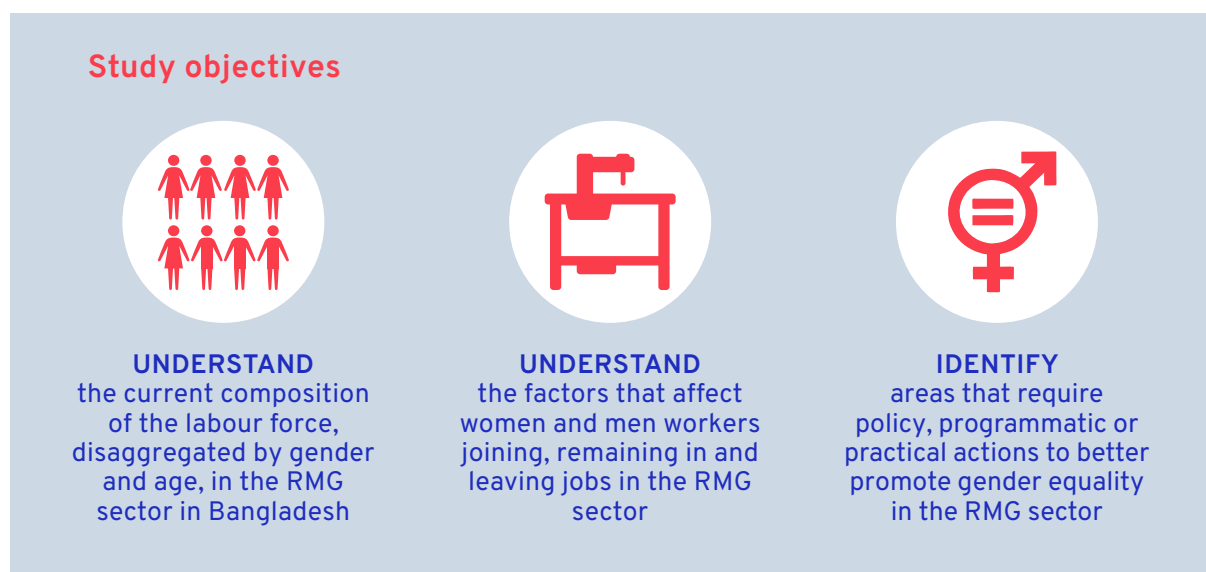 Study objectives
UNDERSTAND
the current composition
of the labour force,
disaggregated by gender
and age, in the RMG
sector in Bangladesh
UNDERSTAND
the factors that affect
women and men workers
joining, remaining in and
leaving jobs in the RMG
sector
IDENTIFY
areas that require
policy, programmatic or
practical actions to better
promote gender equality
in the RMG sector